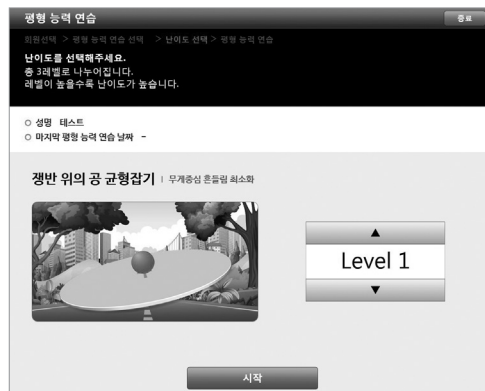 평형 능력 연습
종료
회원선택 > 평형 능력 연습 선택 > 난이도 선택 > 평형 능력 연습
난이도를 선택해주세요.
총 3레벨로 나누어집니다.
레벨이 높을수록 난이도가 높습니다.
○ 성명 테스트
○ 마지막 평형 능력 연습 날짜 -
쟁반 위의 공 균형잡기 | 무게중심 흔들림 최소화
▲
Level 1
▼
시작